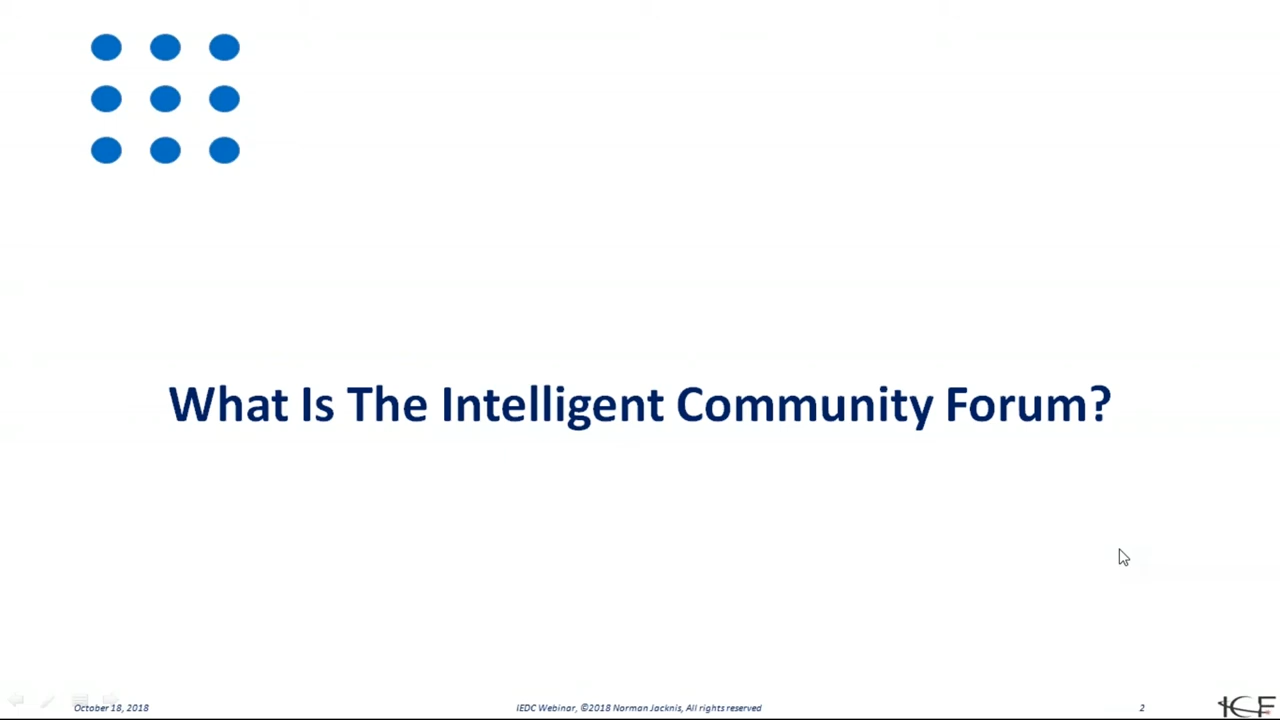 What Is The Intelligent Community Forum?
October 18, 2018
IEDC Webinar, ©2018 Norman Jacknis, All rights reserved
2
ICF